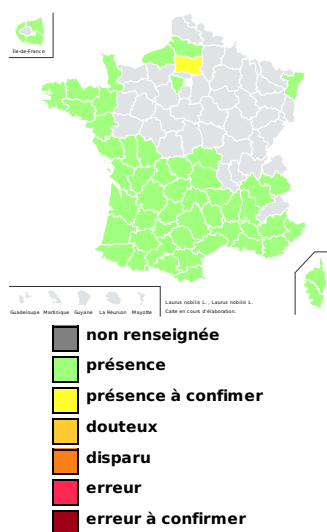 Île-de-France
Guadeloupe Martinique Guyane La Réunion Mayotte
Laurus nobilis L. , Laurus nobilis L.
Carte en cours d'élaboration.
non renseignée
présence
présence à confimer
douteux
disparu
erreur
erreur à confirmer